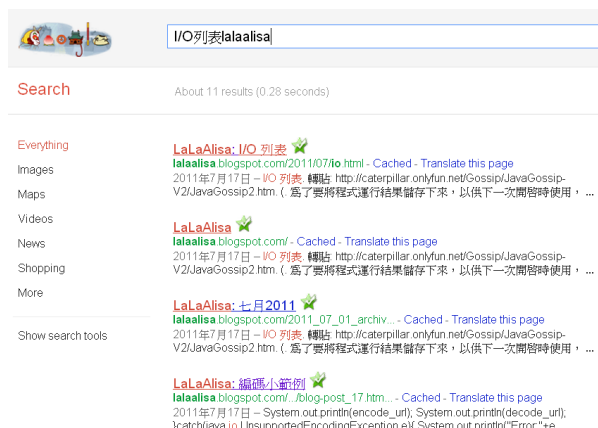 I/O列表lalaalisa
Search
About 11 results (0.28 seconds)
Everything
Images
Maps
Videos
News
Shopping
More
Show search tools
LaLaAlisa: I/O 列表
lalaalisa.blogspot.com/2011/07/io.html - Cached - Translate this page
2011年7月17日 – I/O 列表. 轉貼: http://caterpillar.onlyfun.net/Gossip/JavaGossip-
V2/JavaGossip2.htm. (. 為了要將程式運行結果儲存下來，以供下一次開啓時使用， ...
LaLaAlisa
lalaalisa.blogspot.com/ - Cached - Translate this page
2011年7月17日 – I/O 列表. 轉貼: http://caterpillar.onlyfun.net/Gossip/JavaGossip-
V2/JavaGossip2.htm. (. 為了要將程式運行結果儲存下來，以供下一次開啓時使用， ...
LaLaAlisa: 七月2011
lalaalisa.blogspot.com/2011_07_01_archiv... - Cached - Translate this page
2011年7月17日 – I/O 列表. 轉貼: http://caterpillar.onlyfun.net/Gossip/JavaGossip-
V2/JavaGossip2.htm. (. 為了要將程式運行結果儲存下來，以供下一次開啓時使用， ...
LaLaAlisa: 編碼小範例
lalaalisa.blogspot.com/.../blog-post_17.htm... - Cached - Translate this page
2011年7月17日 – System.out.println(encode_url); System.out.println(decode_url);
}catch(java.io.UnsupportedEncodingException e){ System.out.println("Error:"+e